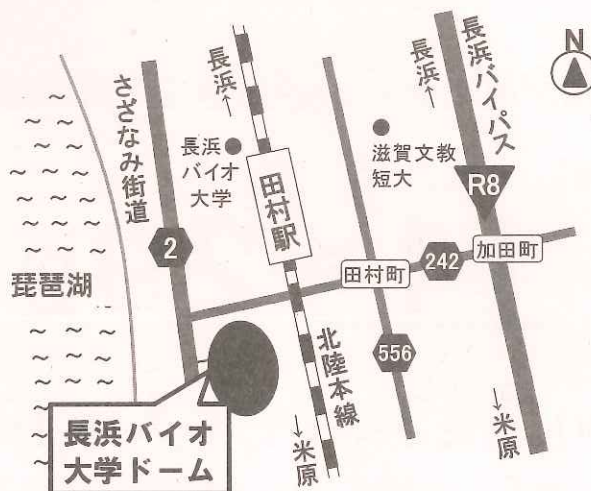 N
長浜バイパス
長浜→
長浜→
さざなみ街道
長浜
バイオ
大学
滋賀文教
短大
R8
田村駅
2
242
加田町
田村町
琵琶湖
556
北陸本線
長浜バイオ
大学ドーム
→米原
→米原